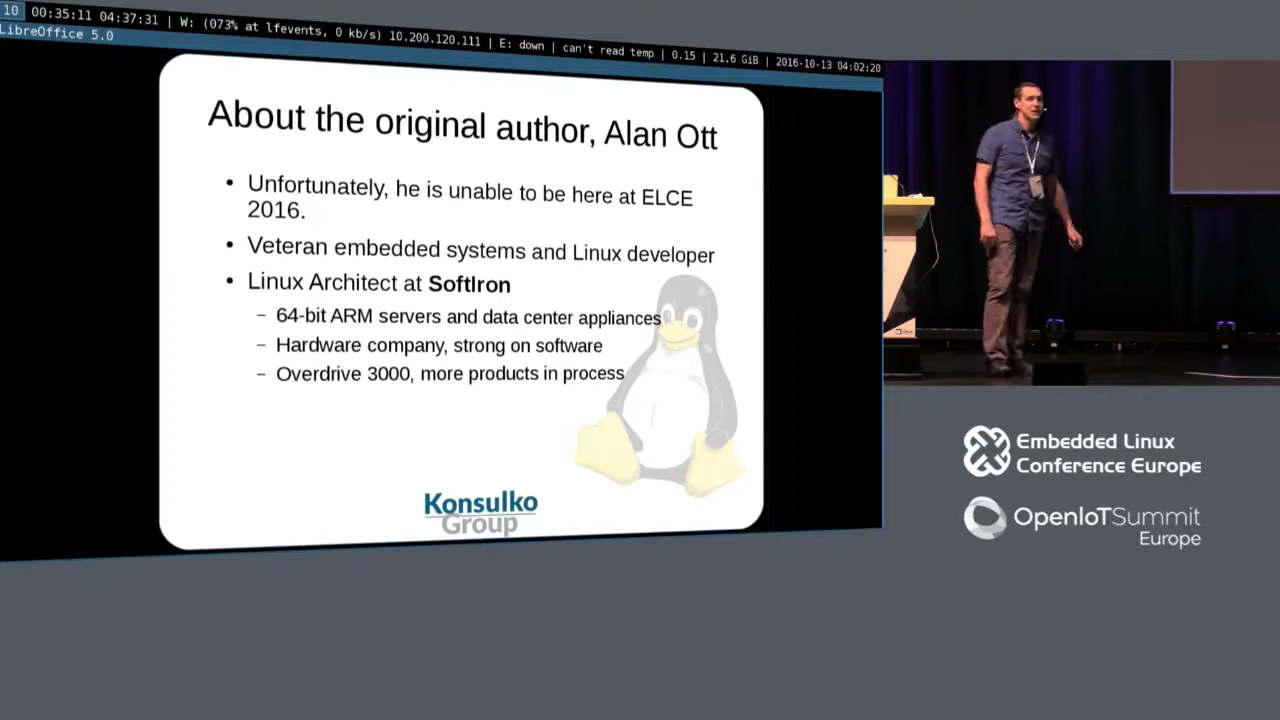 10 00:35:11 04:37:31 | W: (073% at lfevents, 0 kb/s) 10.200.120.111 | E: down | can't read temp | 0.15 | 21.6 GiB | 2016-10-13 04:02:20
LibreOffice 5.0
About the original author, Alan Ott
• Unfortunately, he is unable to be here at ELCE
2016.
• Veteran embedded systems and Linux developer
• Linux Architect at SoftIron
– 64-bit ARM servers and data center appliances
– Hardware company, strong on software
– Overdrive 3000, more products in process
Konsulko
Group
Embedded Linux
Conference Europe
OpenIoTSummit
Europe